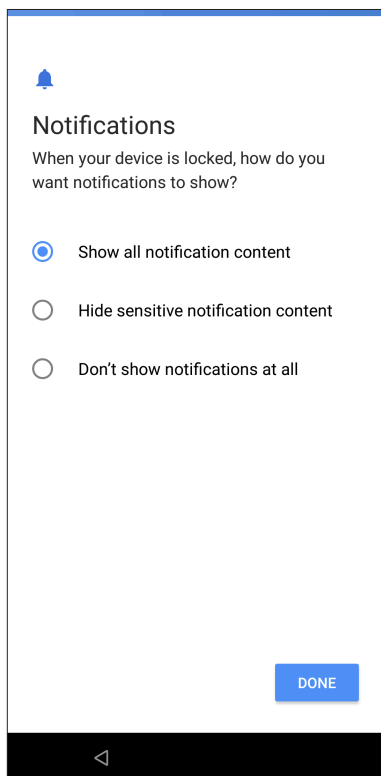 Notifications
When your device is locked, how do you
want notifications to show?
Show all notification content
Hide sensitive notification content
Don’t show notifications at all
DONE